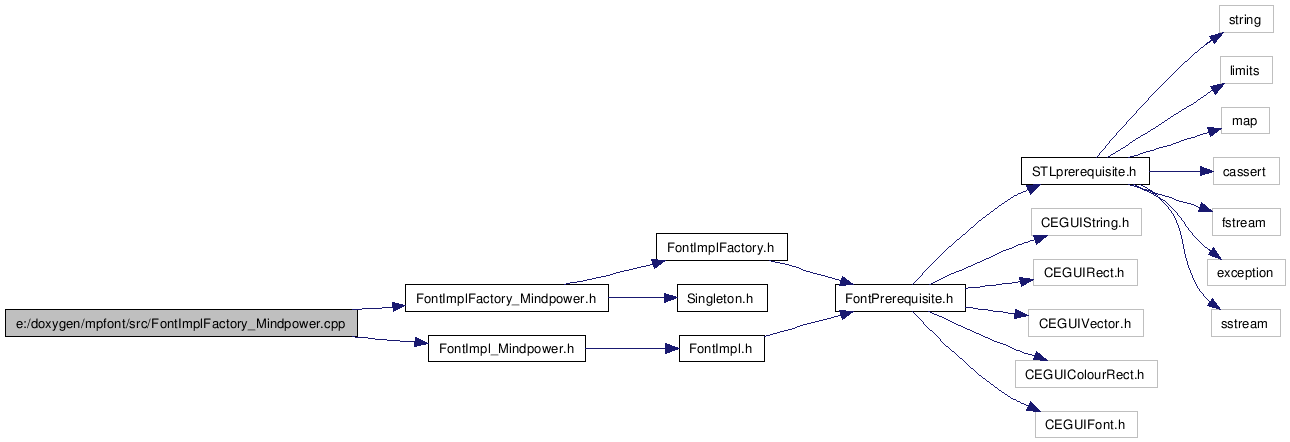 string
limits
map
STLprerequisite.h
cassert
CEGUIString.h
fstream
FontImplFactory.h
CEGUIRect.h
exception
FontImplFactory_Mindpower.h
Singleton.h
FontPrerequisite.h
e:/doxygen/mpfont/src/FontImplFactory_Mindpower.cpp
CEGUIVector.h
sstream
FontImpl_Mindpower.h
FontImpl.h
CEGUIColourRect.h
CEGUIFont.h